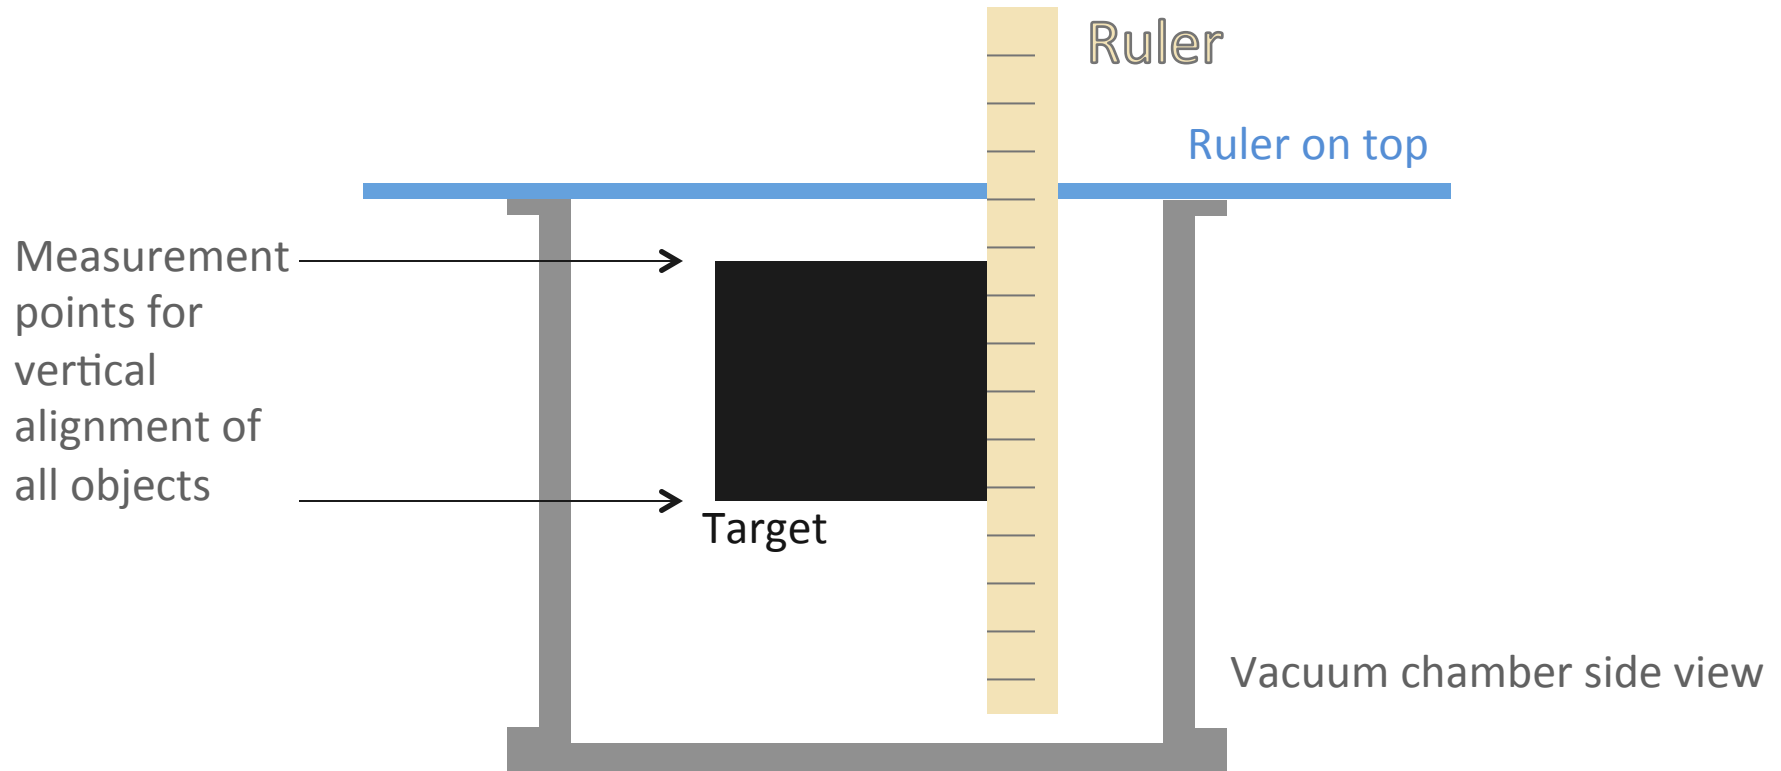 Ruler
Ruler on top
Measurement
points for
vertical
alignment of
all objects
Target
Vacuum chamber side view